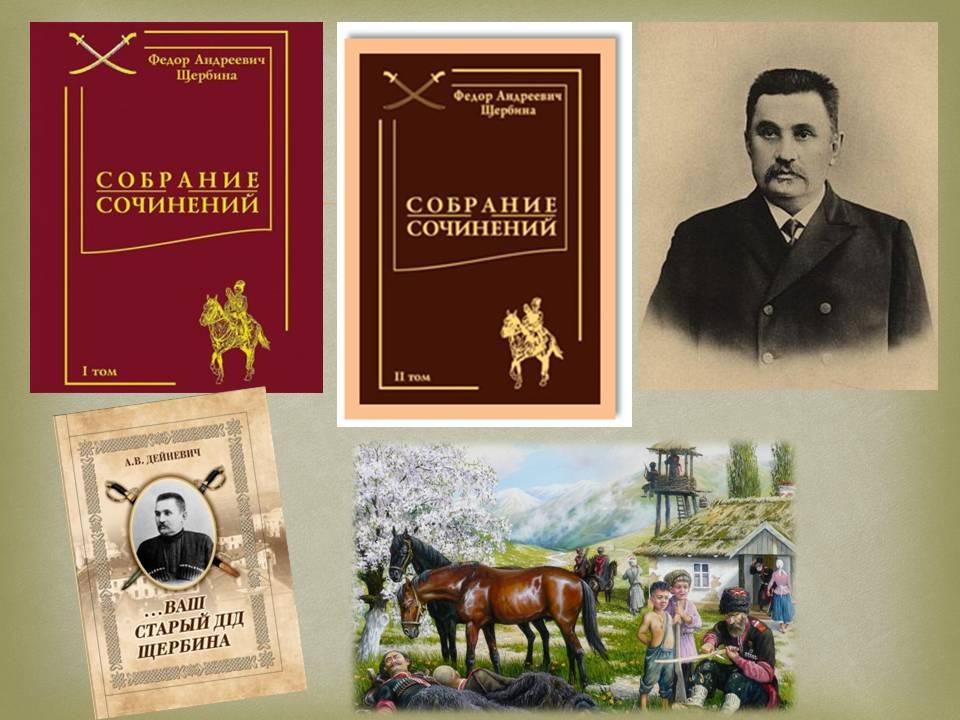 Федор Андреевич
Щербина
СОБРАНИЕ
СОЧИНЕНИЙ
I том
Федор Андреевич
Щербина
СОБРАНИЕ
СОЧИНЕНИЙ
II том
А.В. ДЕЙНЕВИЧ
...ВАШ
СТАРЫЙ ДІД
ЩЕРБИНА